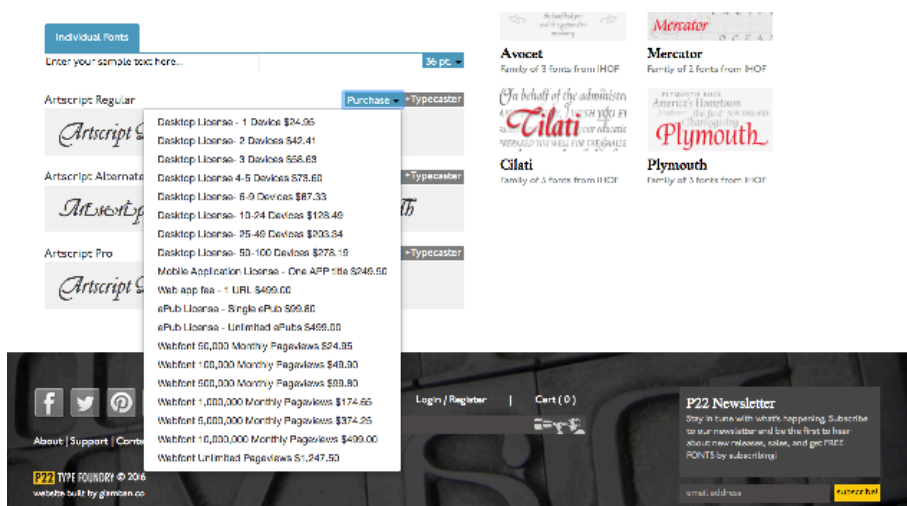 Individual Fonts
Enter your sample text here...
36 pt.
Artscript Regular
Purchase
+Typecaster
Artscript
Desktop License - 1 Device $24.95
Desktop License- 2 Devices $42.41
Desktop License- 3 Devices $58.63
Desktop License 4-5 Devices $73.60
Desktop License- 6-9 Devices $87.33
Desktop License- 10-24 Devices $128.49
Desktop License- 25-49 Devices $203.34
Desktop License- 50-100 Devices $278.19
Mobile Application License - One APP title $249.50
Web app fee - 1 URL $499.00
ePub License - Single ePub $99.80
ePub License - Unlimited ePubs $499.00
Webfont 50,000 Monthly Pageviews $24.95
Webfont 100,000 Monthly Pageviews $49.90
Webfont 500,000 Monthly Pageviews $99.80
Webfont 1,000,000 Monthly Pageviews $174.65
Webfont 5,000,000 Monthly Pageviews $374.25
Webfont 10,000,000 Monthly Pageviews $499.00
Webfont Unlimited Pageviews $1,247.50
Artscript Alternate
+Typecaster
Artscript Pro
+Typecaster
Artscript
Avocet
Family of 3 fonts from IHOF
Mercator
Mercator
Family of 2 fonts from IHOF
On behalf of the administr
Cilati
Cilati
Family of 3 fonts from IHOF
America's Hometown
Plymouth
Plymouth
Family of 3 fonts from IHOF
About | Support | Conta
P22 TYPE FOUNDRY © 2016
website built by glamben.co
Login / Register | Cart ( 0 )
P22 Newsletter
Stay in tune with what's happening. Subscribe
to our newsletter and be the first to hear
about new releases, sales, and get FREE
FONTS by subscribing!
email address
subscribe!